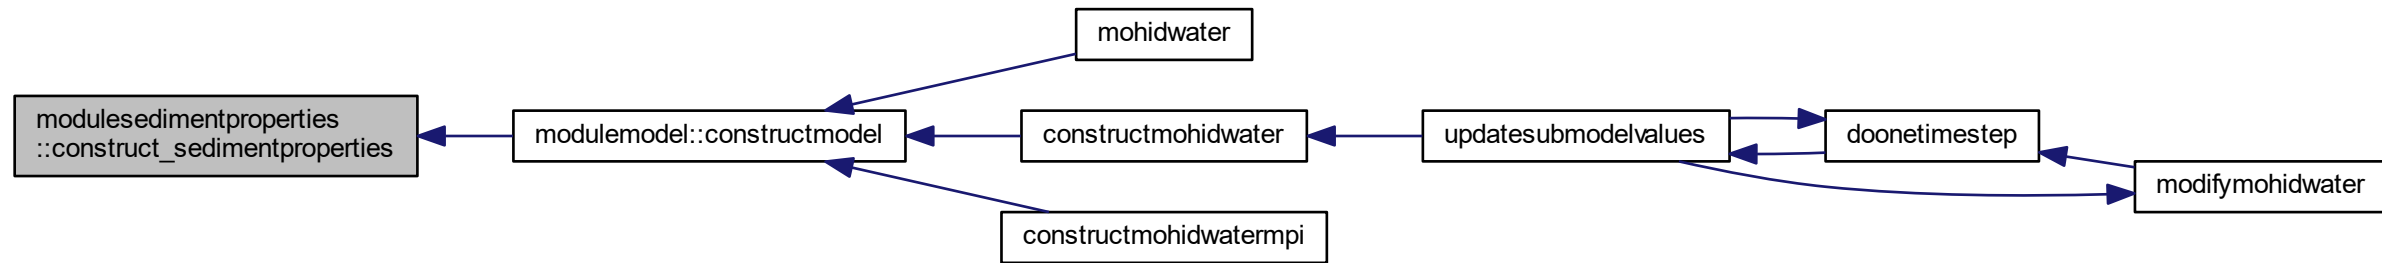 modulesedimentproperties
::construct_sedimentproperties
modulemodel::constructmodel
mohidwater
constructmohidwater
constructmohidwatermpi
updatesubmodelvalues
doonetimestep
modifymohidwater